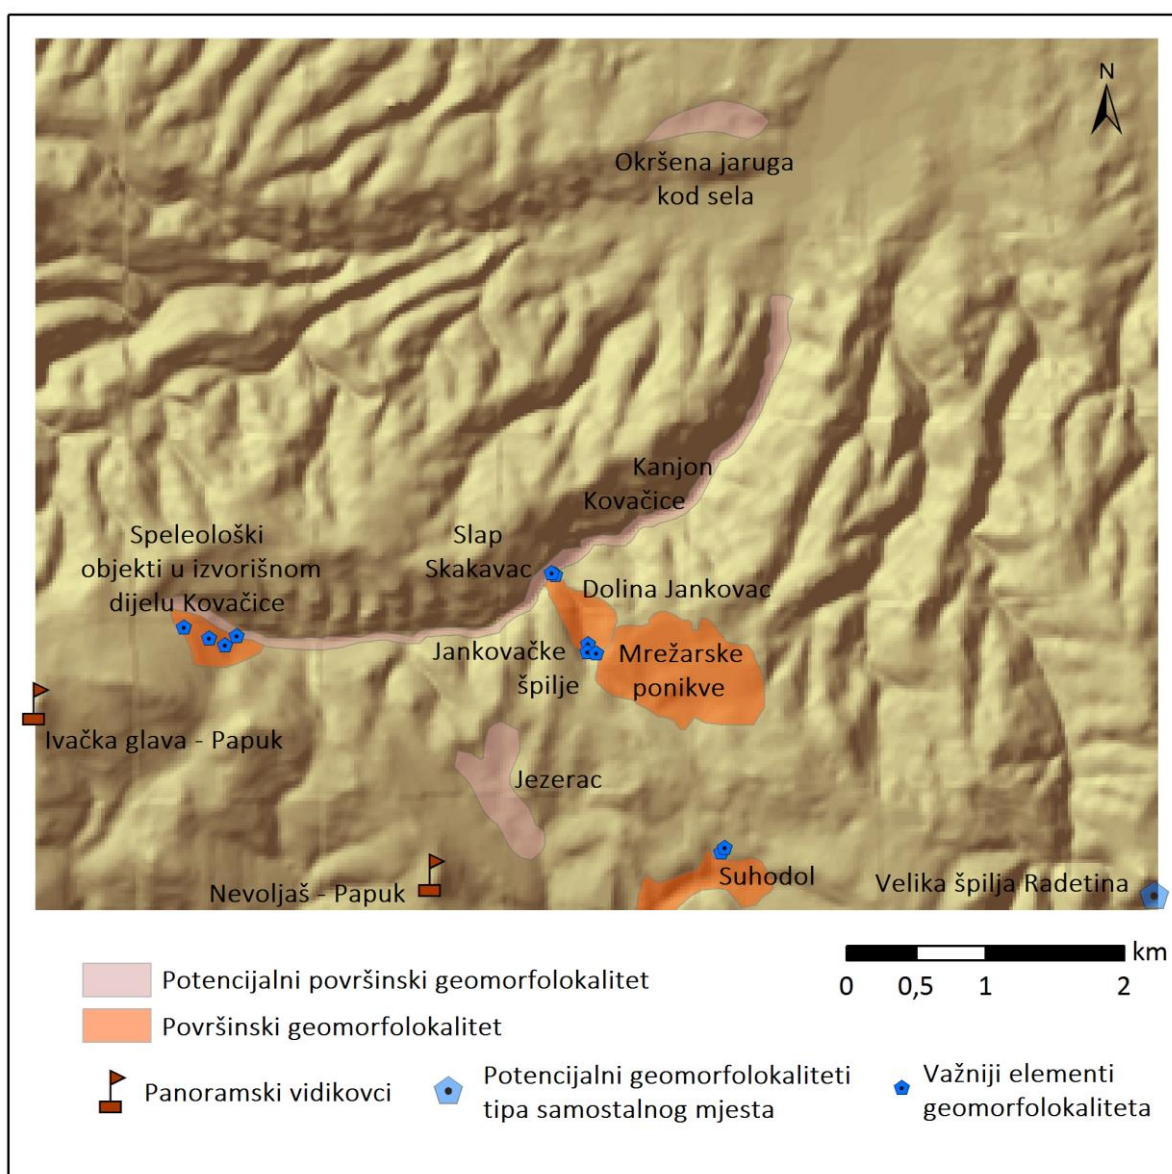 N
Okršena jaruga
kod sela
Kanjon
Kovačice
Speleološki
objekti u izvorišnom
dijelu Kovačice
Slap
Skakavac
Dolina Jankovac
Jankovačke
špilje
Mrežarske
ponikve
Ivačka glava - Papuk
Jezerac
Nevoljaš - Papuk
Suhodol
Velika špilja Radetina
km
0 0,5 1 2
Potencijalni površinski geomorfolokalitet
Površinski geomorfolokalitet
Panoramski vidikovci
Potencijalni geomorfolokaliteti
tipa samostalnog mjesta
Važniji elementi
geomorfolokaliteta